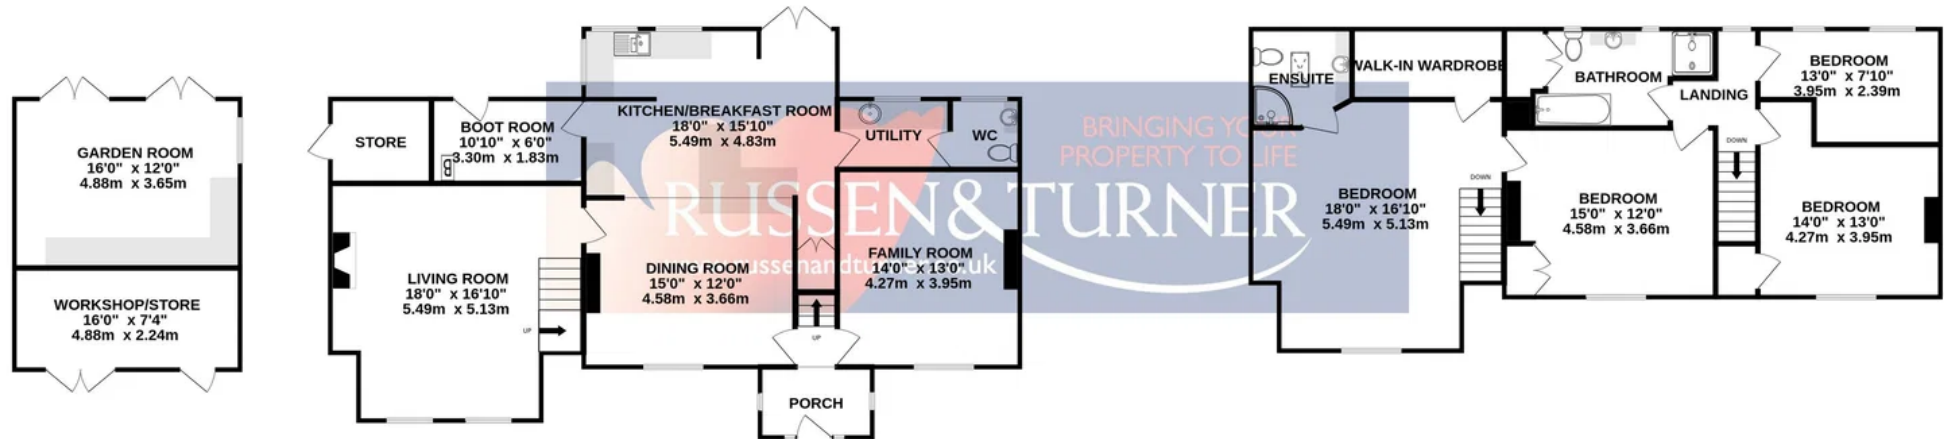 GARDEN ROOM
16'0" x 12'0"
4.88m x 3.65m
WORKSHOP/STORE
16'0" x 7'4"
4.88m x 2.24m
STORE
BOOT ROOM
10'10" x 6'0"
3.30m x 1.83m
KITCHEN/BREAKFAST ROOM
18'0" x 15'10"
5.49m x 4.83m
UTILITY
WC
LIVING ROOM
18'0" x 16'10"
5.49m x 5.13m
UP
DINING ROOM
15'0" x 12'0"
4.58m x 3.66m
FAMILY ROOM
14'0" x 13'0"
4.27m x 3.95m
UP
PORCH
BRINGING YOUR
PROPERTY TO LIFE
RUSSEN & TURNER
www.russenandturner.co.uk
ENSUITE
WALK-IN WARDROBE
BATHROOM
LANDING
BEDROOM
13'0" x 7'10"
3.95m x 2.39m
BEDROOM
18'0" x 16'10"
5.49m x 5.13m
DOWN
BEDROOM
15'0" x 12'0"
4.58m x 3.66m
DOWN
BEDROOM
14'0" x 13'0"
4.27m x 3.95m